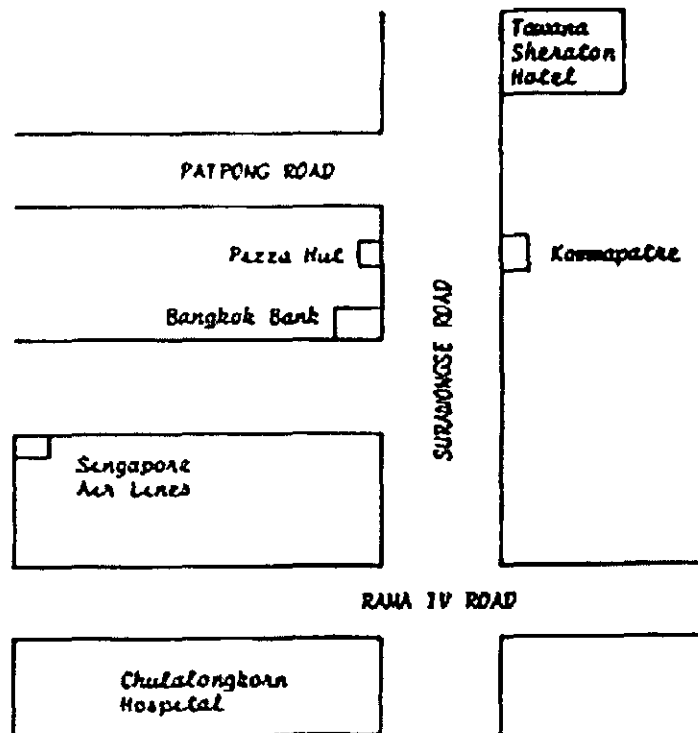 Tawana
Sheraton
Hotel
PATPONG ROAD
Pizza Hut
Kommapatre
Bangkok Bank
SURAWONGSE ROAD
Singapore
Air Lines
RAMA IV ROAD
Chulalongkorn
Hospital